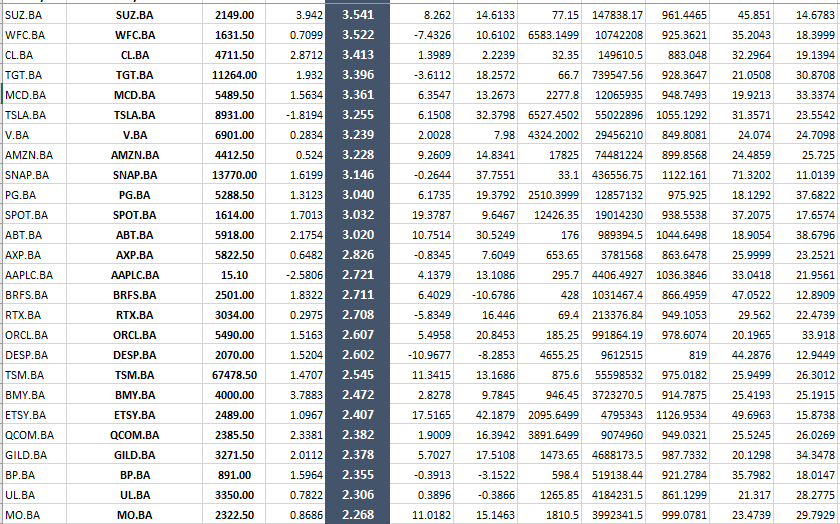 SUZ.BA SUZ.BA 2149.00 3.942 3.541 8.262 14.6133 77.15 147838.17 961.4465 45.851 14.6783
WFC.BA WFC.BA 1631.50 0.7099 3.522 -7.4326 10.6102 6583.1499 10742208 925.3621 35.2043 18.3999
CL.BA CL.BA 4711.50 2.8712 3.413 1.3989 2.2239 32.35 149610.5 883.048 32.2964 19.1394
TGT.BA TGT.BA 11264.00 1.932 3.396 -3.6112 18.2572 66.7 739547.56 928.3647 21.0508 30.8708
MCD.BA MCD.BA 5489.50 1.5634 3.361 6.3547 13.2673 2277.8 12065935 948.7493 19.9213 33.3374
TSLA.BA TSLA.BA 8931.00 -1.8194 3.255 6.1508 32.3798 6527.4502 55022896 1055.1292 31.3571 23.5542
V.BA V.BA 6901.00 0.2834 3.239 2.0028 7.98 4324.2002 29456210 849.8081 24.074 24.7098
AMZN.BA AMZN.BA 4412.50 0.524 3.228 9.2609 14.8341 17825 74481224 899.8568 24.4859 25.725
SNAP.BA SNAP.BA 13770.00 1.6199 3.146 -0.2644 37.7551 33.1 436556.75 1122.161 71.3202 11.0139
PG.BA PG.BA 5288.50 1.3123 3.040 6.1735 19.3792 2510.3999 12857132 975.925 18.1292 37.6822
SPOT.BA SPOT.BA 1614.00 1.7013 3.032 19.3787 9.6467 12426.35 19014230 938.5538 37.2075 17.6574
ABT.BA ABT.BA 5918.00 2.1754 3.020 10.7514 30.5249 176 989394.5 1044.6498 18.9054 38.6796
AXP.BA AXP.BA 5822.50 0.6482 2.826 -0.8345 7.6049 653.65 3781568 863.6478 25.9999 23.2521
AAPLC.BA AAPLC.BA 15.10 -2.5806 2.721 4.1379 13.1086 295.7 4406.4927 1036.3846 33.0418 21.9561
BRFS.BA BRFS.BA 2501.00 1.8322 2.711 6.4029 -10.6786 428 1031467.4 866.4959 47.0522 12.8909
RTX.BA RTX.BA 3034.00 0.2975 2.708 -5.8349 16.446 69.4 213376.84 949.1053 29.562 22.4739
ORCL.BA ORCL.BA 5490.00 1.5163 2.607 5.4958 20.8453 185.25 991864.19 978.6074 20.1965 33.918
DESP.BA DESP.BA 2070.00 1.5204 2.602 -10.9677 -8.2853 4655.25 9612515 819 44.2876 12.9449
TSM.BA TSM.BA 67478.50 1.4707 2.545 11.3415 13.1686 875.6 55598532 975.0182 25.9499 26.3012
BMY.BA BMY.BA 4000.00 3.7883 2.472 2.8278 9.7845 946.45 3723270.5 914.7875 25.4193 25.1915
ETSY.BA ETSY.BA 2489.00 1.0967 2.407 17.5165 42.1879 2095.6499 4795343 1126.9534 49.6963 15.8738
QCOM.BA QCOM.BA 2385.50 2.3381 2.382 1.9009 16.3942 3891.6499 9074960 949.0321 25.5245 26.0269
GILD.BA GILD.BA 3271.50 2.0112 2.378 5.7027 17.5108 1473.65 4688173.5 987.7332 20.1298 34.3478
BP.BA BP.BA 891.00 1.5964 2.355 -0.3913 -3.1522 598.4 519138.44 921.2784 35.7982 18.0147
UL.BA UL.BA 3350.00 0.7822 2.306 0.3896 -0.3866 1265.85 4184231.5 861.1299 21.317 28.2775
MO.BA MO.BA 2322.50 0.8686 2.268 11.0182 15.1463 1810.5 3992341.5 999.0781 23.4739 29.7929